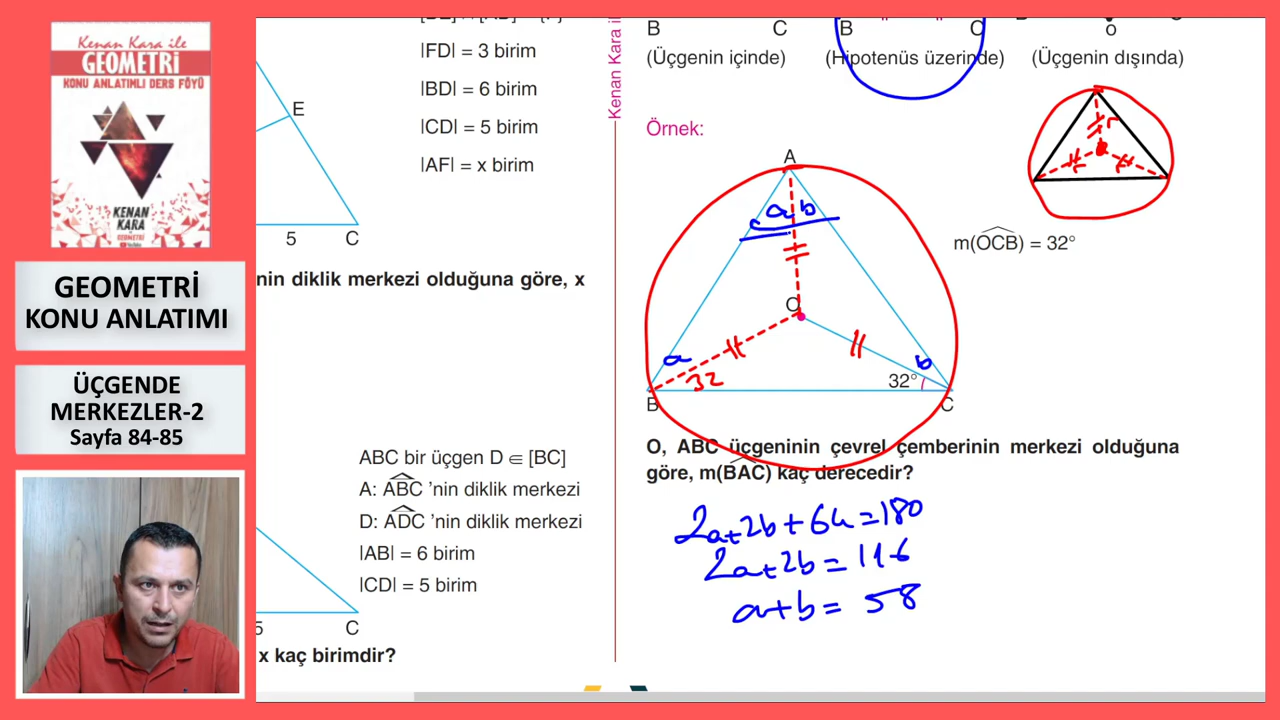 Kenan Kara ile
GEOMETRİ
KONU ANLATIMLI DERS FÖYÜ
KENAN
KARA
GEOMETRİ
KONU ANLATIMI
ÜÇGENDE
MERKEZLER-2
Sayfa 84-85
|FD| = 3 birim
|BD| = 6 birim
|CD| = 5 birim
|AF| = x birim
E
5
C
nin diklik merkezi olduğuna göre, x
ABC bir üçgen D ∈ [BC]
A: ABC 'nin diklik merkezi
D: ADC 'nin diklik merkezi
|AB| = 6 birim
|CD| = 5 birim
5
C
x kaç birimdir?
Kenan Kara il
B
C
B
C
O
(Üçgenin içinde)
(Hipotenüs üzerinde)
(Üçgenin dışında)
Örnek:
r
A
a b
O
a
32
b
32°
B
C
m(OCB) = 32°
O, ABC üçgeninin çevrel çemberinin merkezi olduğuna
göre, m(BAC) kaç derecedir?
2a+2b+64=180
2a+2b=116
a+b=58